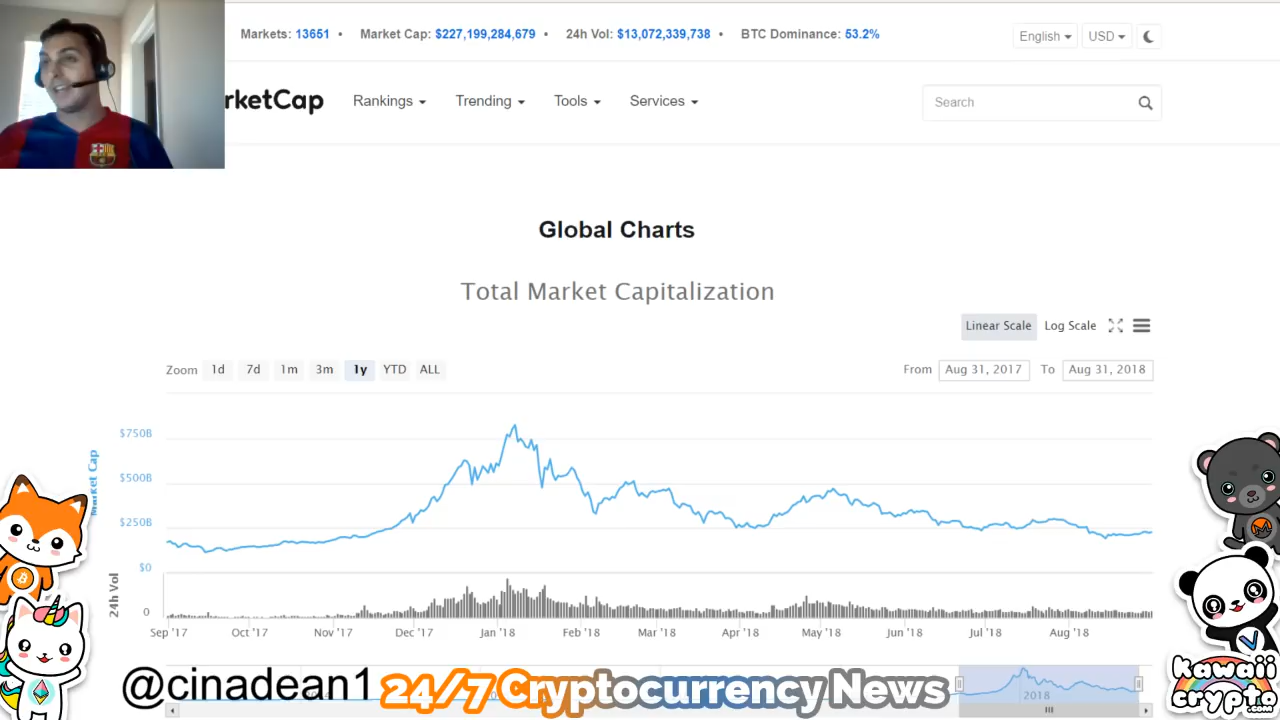 Markets: 13651 • Market Cap: $227,199,284,679 • 24h Vol: $13,072,339,738 • BTC Dominance: 53.2%
English USD
rketCap Rankings Trending Tools Services
Search
Global Charts
Total Market Capitalization
Linear Scale Log Scale
Zoom 1d 7d 1m 3m 1y YTD ALL
From Aug 31, 2017 To Aug 31, 2018
$750B
$500B
$250B
$0
Market Cap
24h Vol
0
Sep '17 Oct '17 Nov '17 Dec '17 Jan '18 Feb '18 Mar '18 Apr '18 May '18 Jun '18 Jul '18 Aug '18
2018
@cinadean1
24/7 Cryptocurrency News
kawaii
crypto
.com